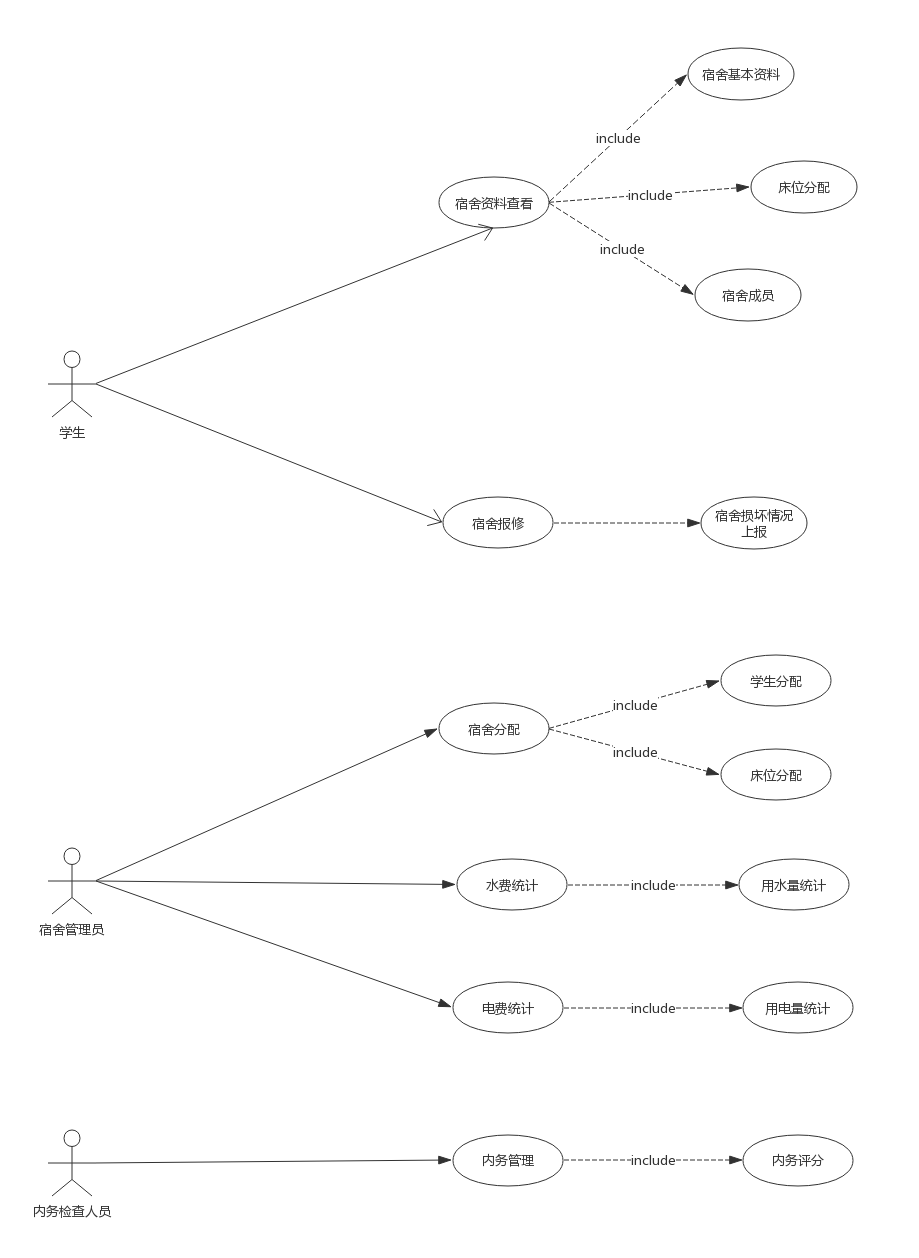 宿舍基本资料
include
床位分配
include
宿舍资料查看
include
宿舍成员
学生
宿舍报修
宿舍损坏情况
上报
学生分配
include
宿舍分配
include
床位分配
水费统计
include
用水量统计
宿舍管理员
电费统计
include
用电量统计
内务管理
include
内务评分
内务检查人员